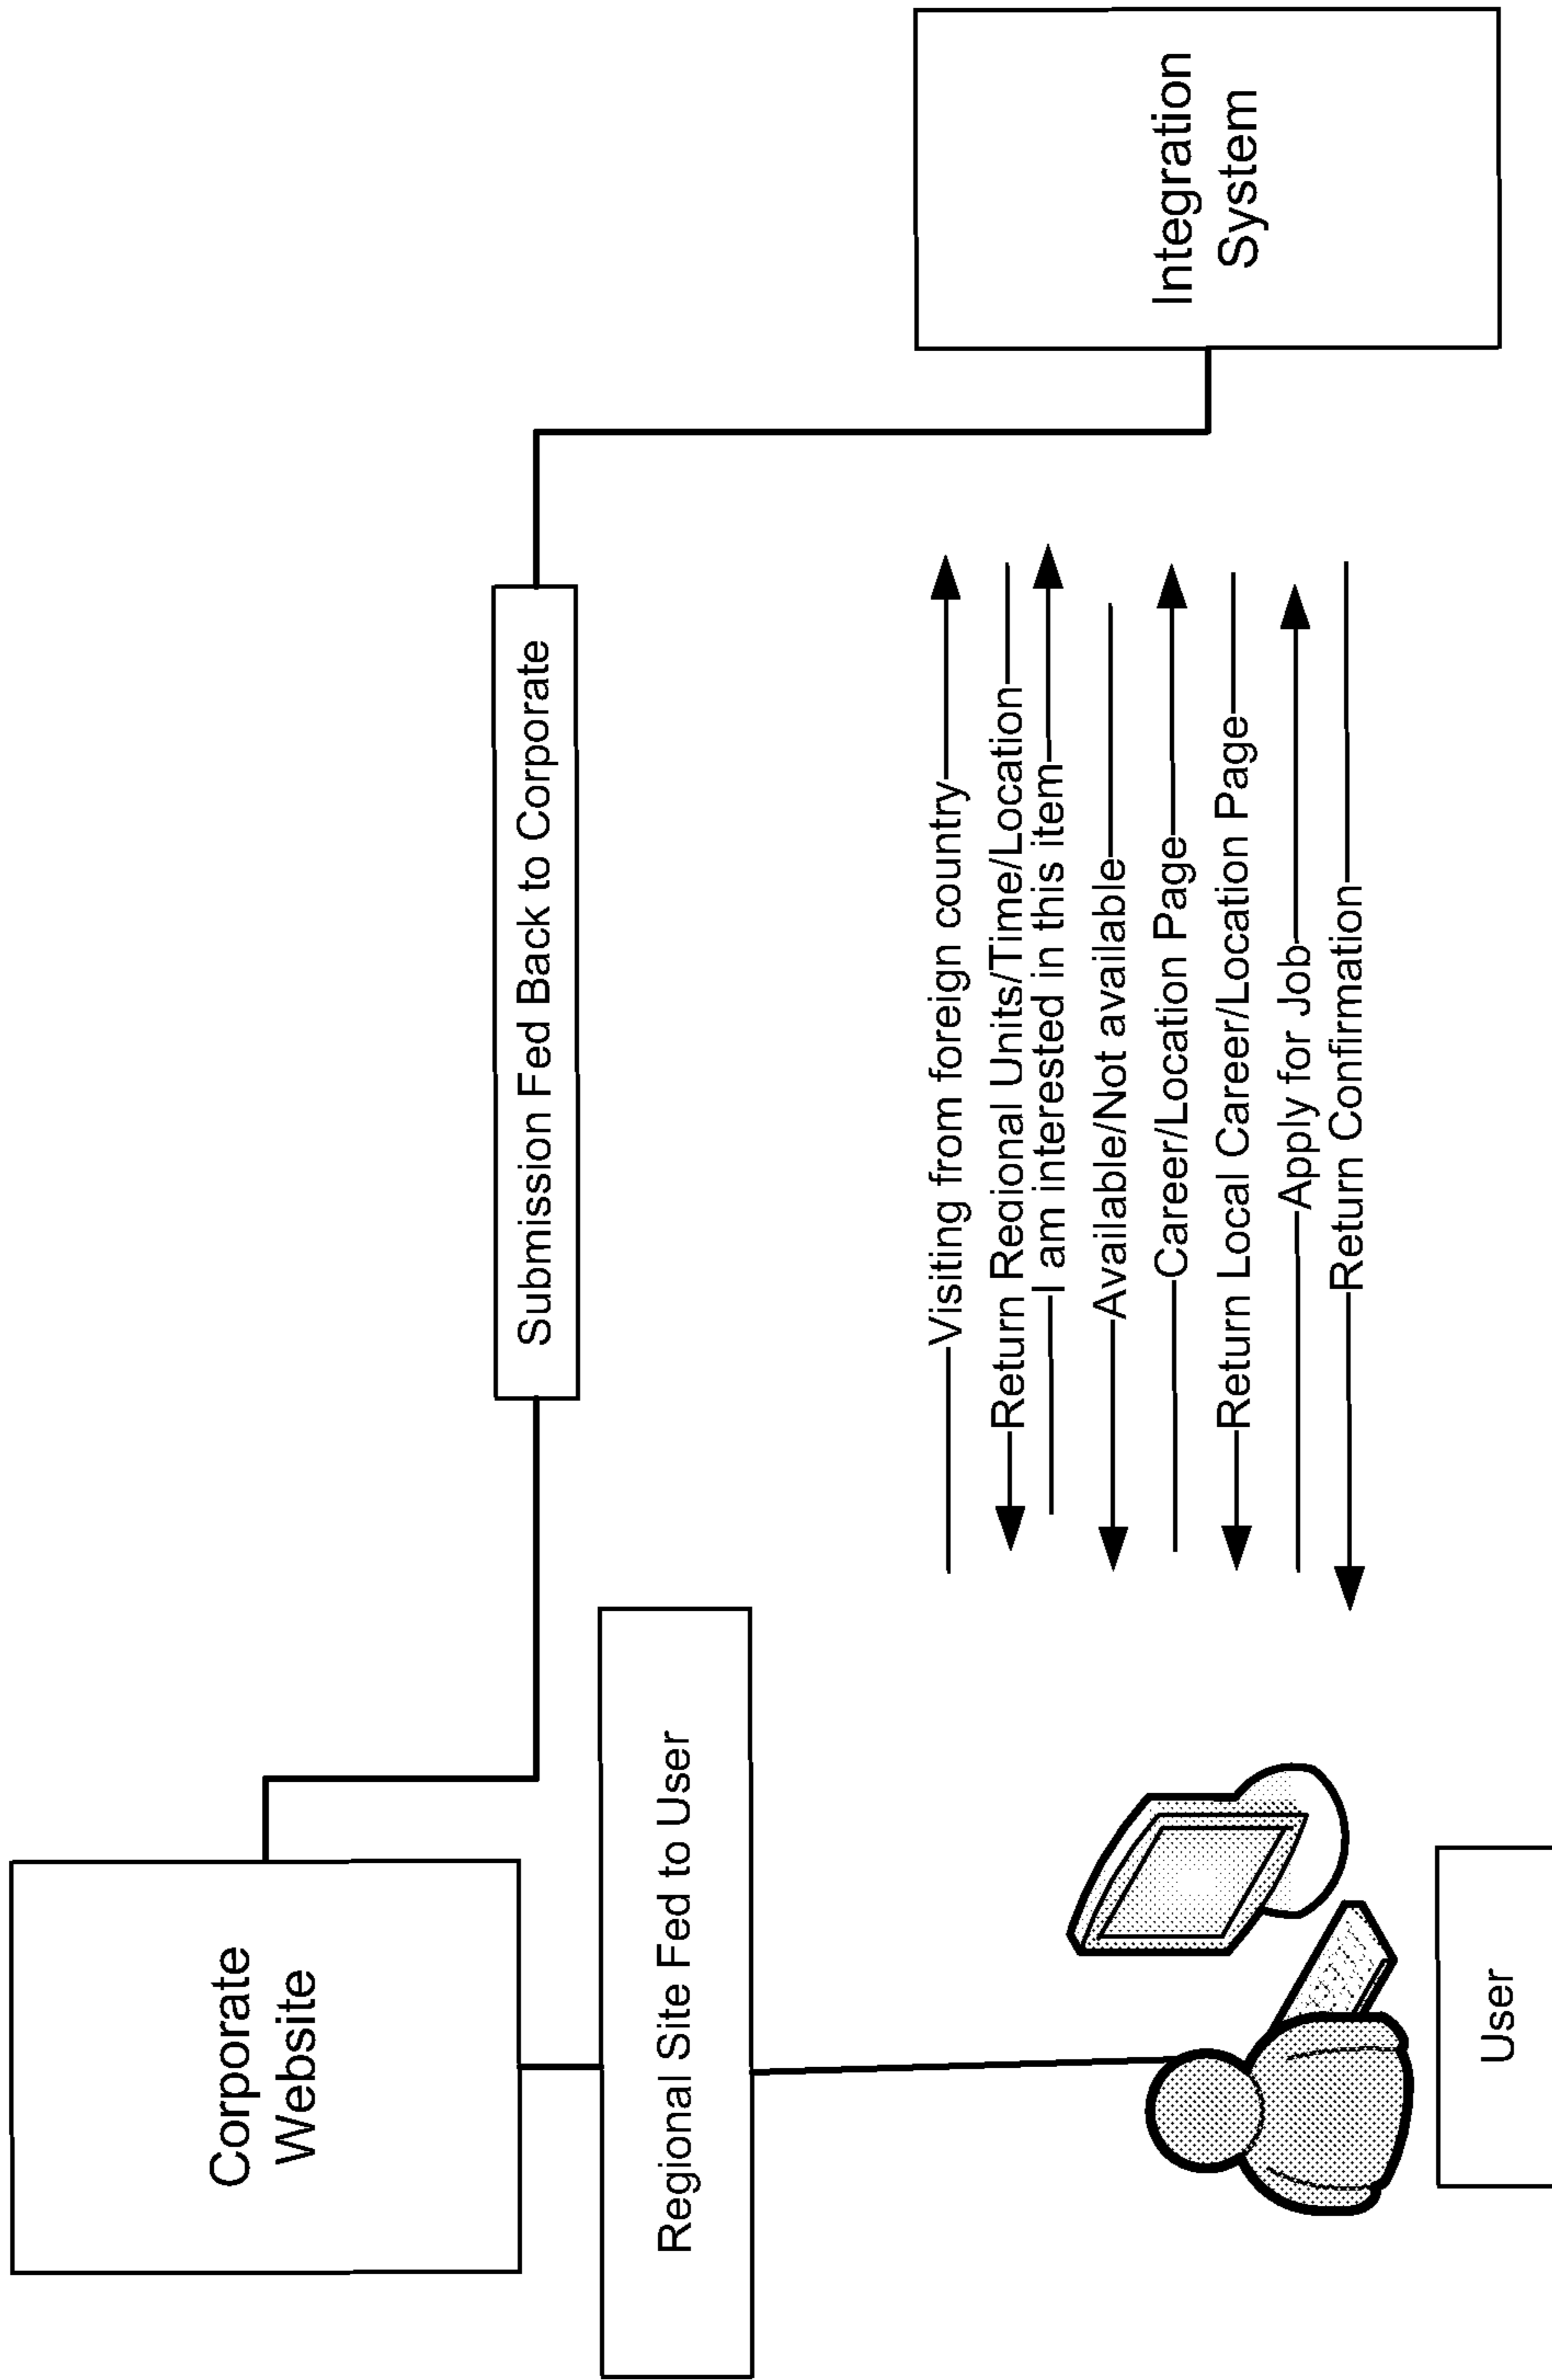 Corporate
Website
Submission Fed Back to Corporate
Regional Site Fed to User
Visiting from foreign country
Return Regional Units/Time/Location
I am interested in this item
Available/Not available
Career/Location Page
Return Local Career/Location Page
Apply for Job
Return Confirmation
Integration
System
User